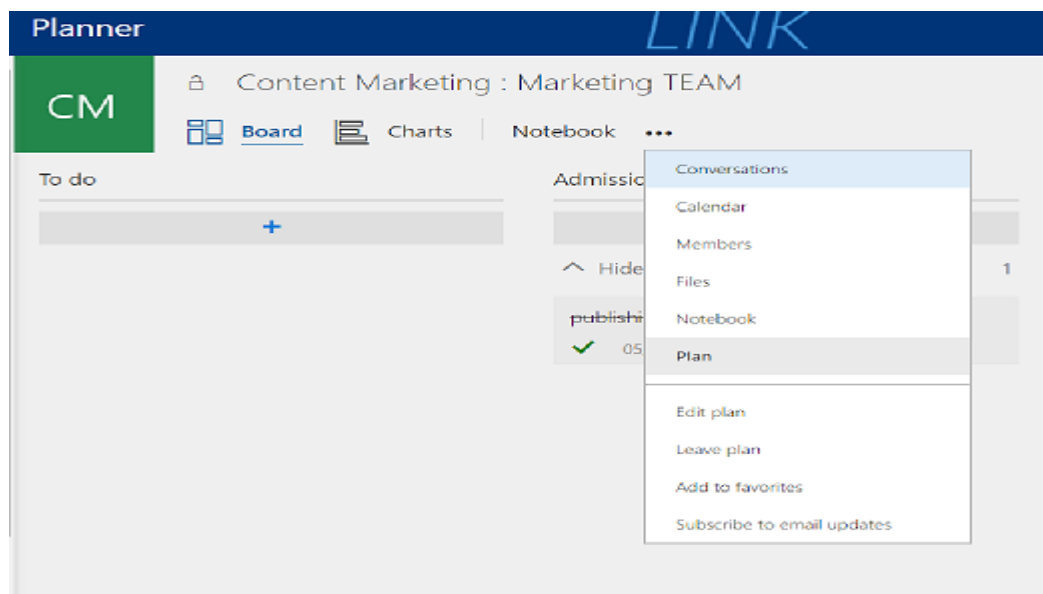 Planner
LINK
CM
Content Marketing : Marketing TEAM
Board Charts Notebook •••
To do
Admissio
+
Hide 1
publishi
05
Conversations
Calendar
Members
Files
Notebook
Plan
Edit plan
Leave plan
Add to favorites
Subscribe to email updates